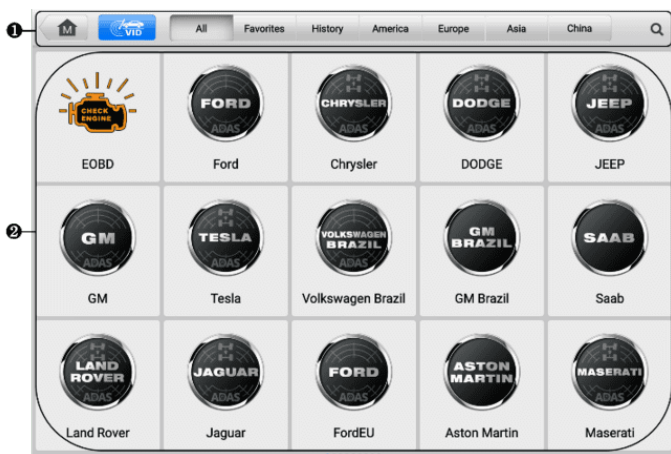 ❶
M
VID
All
Favorites
History
America
Europe
Asia
China
CHECK
ENGINE
EOBD
FORD
ADAS
Ford
CHRYSLER
ADAS
Chrysler
DODGE
ADAS
DODGE
JEEP
ADAS
JEEP
❷
GM
ADAS
GM
TESLA
ADAS
Tesla
VOLKSWAGEN
BRAZIL
ADAS
Volkswagen Brazil
GM
BRAZIL
GM Brazil
SAAB
Saab
LAND
ROVER
ADAS
Land Rover
JAGUAR
ADAS
Jaguar
FORD
ADAS
FordEU
ASTON
MARTIN
ADAS
Aston Martin
MASERATI
ADAS
Maserati